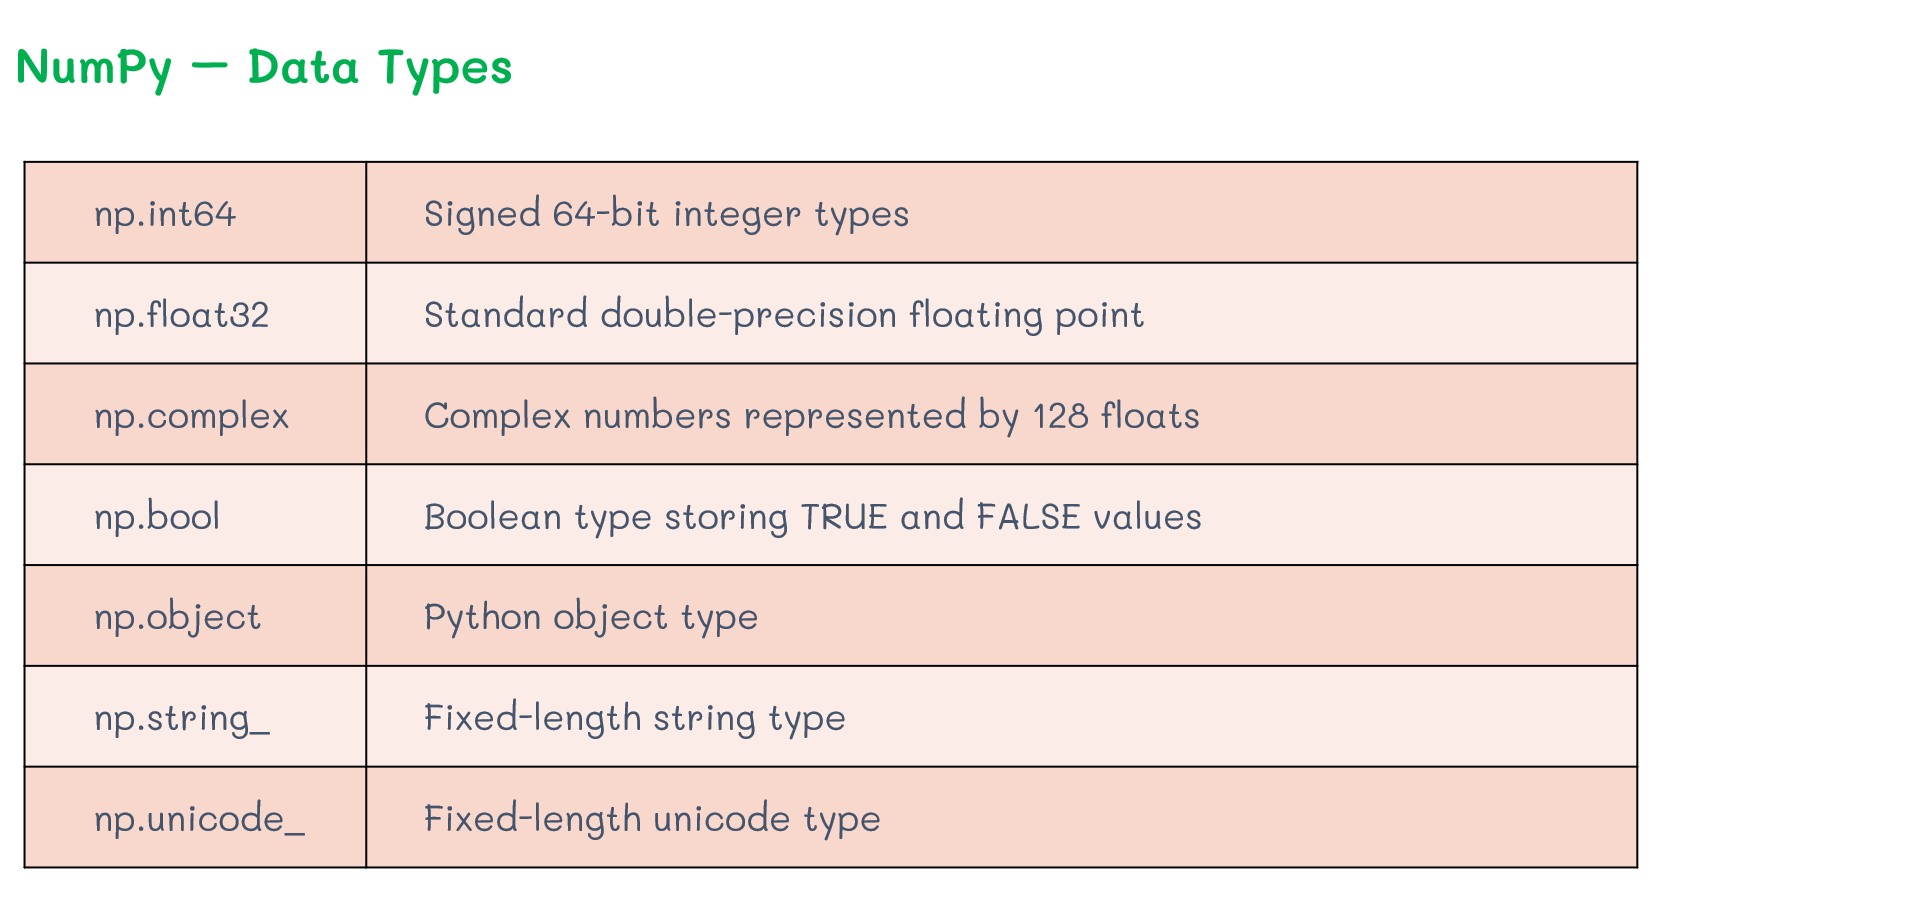 NumPy – Data Types
np.int64 Signed 64-bit integer types
np.float32 Standard double-precision floating point
np.complex Complex numbers represented by 128 floats
np.bool Boolean type storing TRUE and FALSE values
np.object Python object type
np.string_ Fixed-length string type
np.unicode_ Fixed-length unicode type